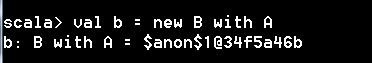 scala> val b = new B with A
b: B with A = $anon$1@34f5a46b